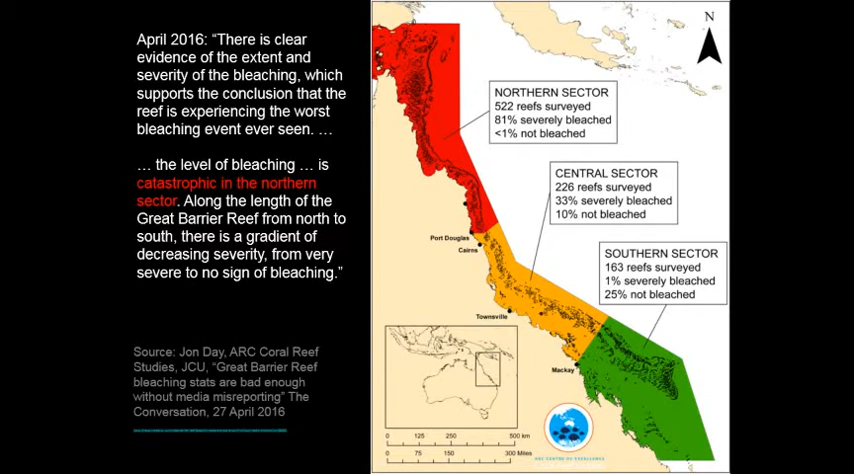 April 2016: “There is clear
evidence of the extent and
severity of the bleaching, which
supports the conclusion that the
reef is experiencing the worst
bleaching event ever seen. …
… the level of bleaching … is
catastrophic in the northern
sector. Along the length of the
Great Barrier Reef from north to
south, there is a gradient of
decreasing severity, from very
severe to no sign of bleaching.”
Source: Jon Day, ARC Coral Reef
Studies, JCU, “Great Barrier Reef
bleaching stats are bad enough
without media misreporting” The
Conversation, 27 April 2016
N
NORTHERN SECTOR
522 reefs surveyed
81% severely bleached
<1% not bleached
CENTRAL SECTOR
226 reefs surveyed
33% severely bleached
10% not bleached
SOUTHERN SECTOR
163 reefs surveyed
1% severely bleached
25% not bleached
Port Douglas
Cairns
Townsville
Mackay
0 125 250 500 km
0 75 150 300 Miles
ARC CENTRE OF EXCELLENCE